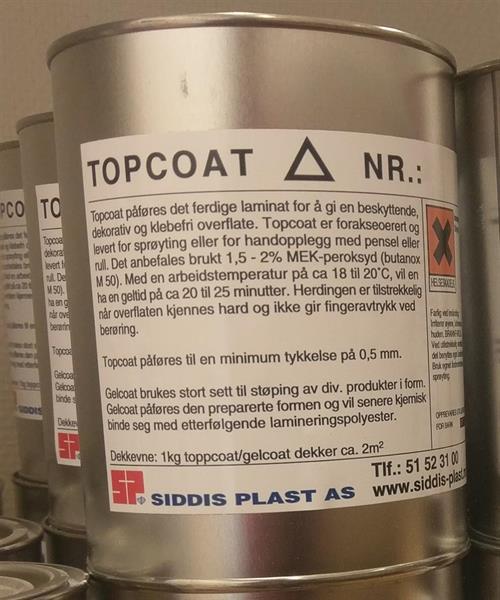 TOPCOAT NR.:
Topcoat påføres det ferdige laminat for å gi en beskyttende,
dekorativ og klebefri overflate. Topcoat er forakseoerert og
levert for sprøyting eller for handopplegg med pensel eller
rull. Det anbefales brukt 1,5 - 2% MEK-peroksyd (butanox
M 50). Med en arbeidstemperatur på ca 18 til 20°C, vil en
ha en geltid på ca 20 til 25 minutter. Herdingen er tilstrekkelig
når overflaten kjennes hard og ikke gir fingeravtrykk ved
berøring.
Topcoat påføres til en minimum tykkelse på 0,5 mm.
Gelcoat brukes stort sett til støping av div. produkter i form.
Gelcoat påføres den preparerte formen og vil senere kjemisk
binde seg med etterfølgende lamineringspolyester.
Dekkevne: 1kg toppcoat/gelcoat dekker ca. 2m²
SP SIDDIS PLAST AS
Tlf.: 51 52 31 00
www.siddis-plast.n
HELSESKADELIG